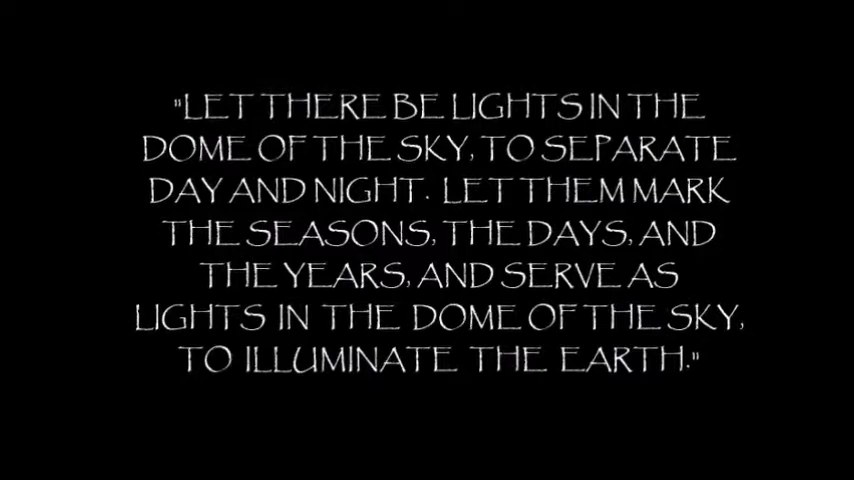 "LET THERE BE LIGHTS IN THE
DOME OF THE SKY, TO SEPARATE
DAY AND NIGHT. LET THEM MARK
THE SEASONS, THE DAYS, AND
THE YEARS, AND SERVE AS
LIGHTS IN THE DOME OF THE SKY,
TO ILLUMINATE THE EARTH."